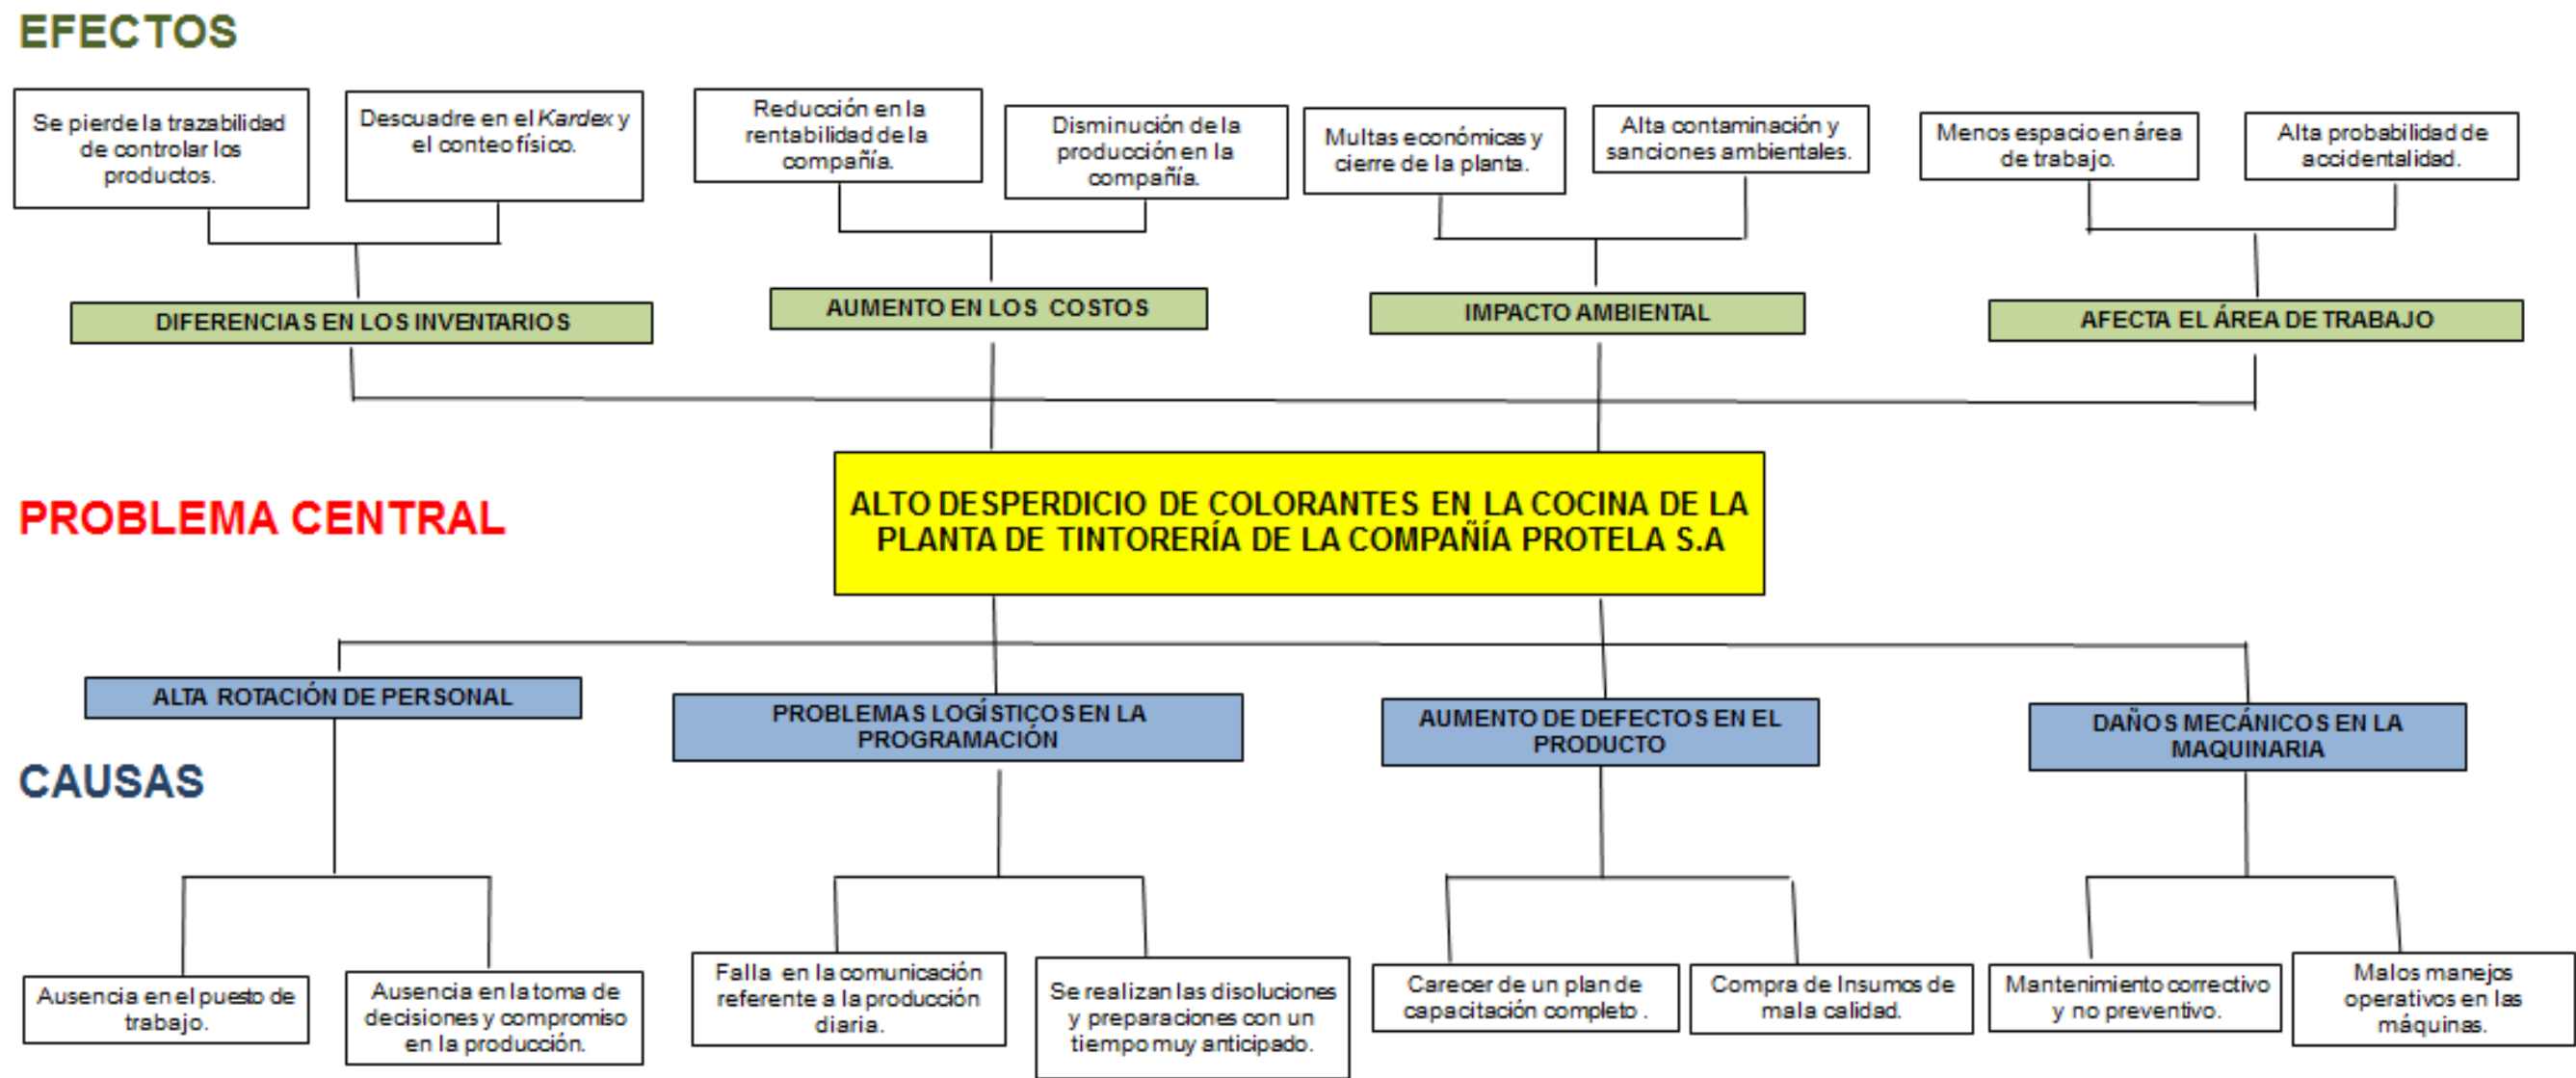 EFECTOS
Se pierde la trazabilidad
de controlar los
productos.
Descuadre en el Kardex y
el conteo físico.
Reducción en la
rentabilidad de la
compañía.
Disminución de la
producción en la
compañía.
Multas económicas y
cierre de la planta.
Alta contaminación y
sanciones ambientales.
Menos espacio en área
de trabajo.
Alta probabilidad de
accidentalidad.
DIFERENCIAS EN LOS INVENTARIOS
AUMENTO EN LOS COSTOS
IMPACTO AMBIENTAL
AFECTA EL ÁREA DE TRABAJO
PROBLEMA CENTRAL
ALTO DESPERDICIO DE COLORANTES EN LA COCINA DE LA
PLANTA DE TINTORERÍA DE LA COMPAÑÍA PROTELA S.A
ALTA ROTACIÓN DE PERSONAL
PROBLEMAS LOGÍSTICOS EN LA
PROGRAMACIÓN
AUMENTO DE DEFECTOS EN EL
PRODUCTO
DAÑOS MECÁNICOS EN LA
MAQUINARIA
CAUSAS
Ausencia en el puesto de
trabajo.
Ausencia en la toma de
decisiones y compromiso
en la producción.
Falla en la comunicación
referente a la producción
diaria.
Se realizan las disoluciones
y preparaciones con un
tiempo muy anticipado.
Carecer de un plan de
capacitación completo .
Compra de Insumos de
mala calidad.
Mantenimiento correctivo
y no preventivo.
Malos manejos
operativos en las
máquinas.